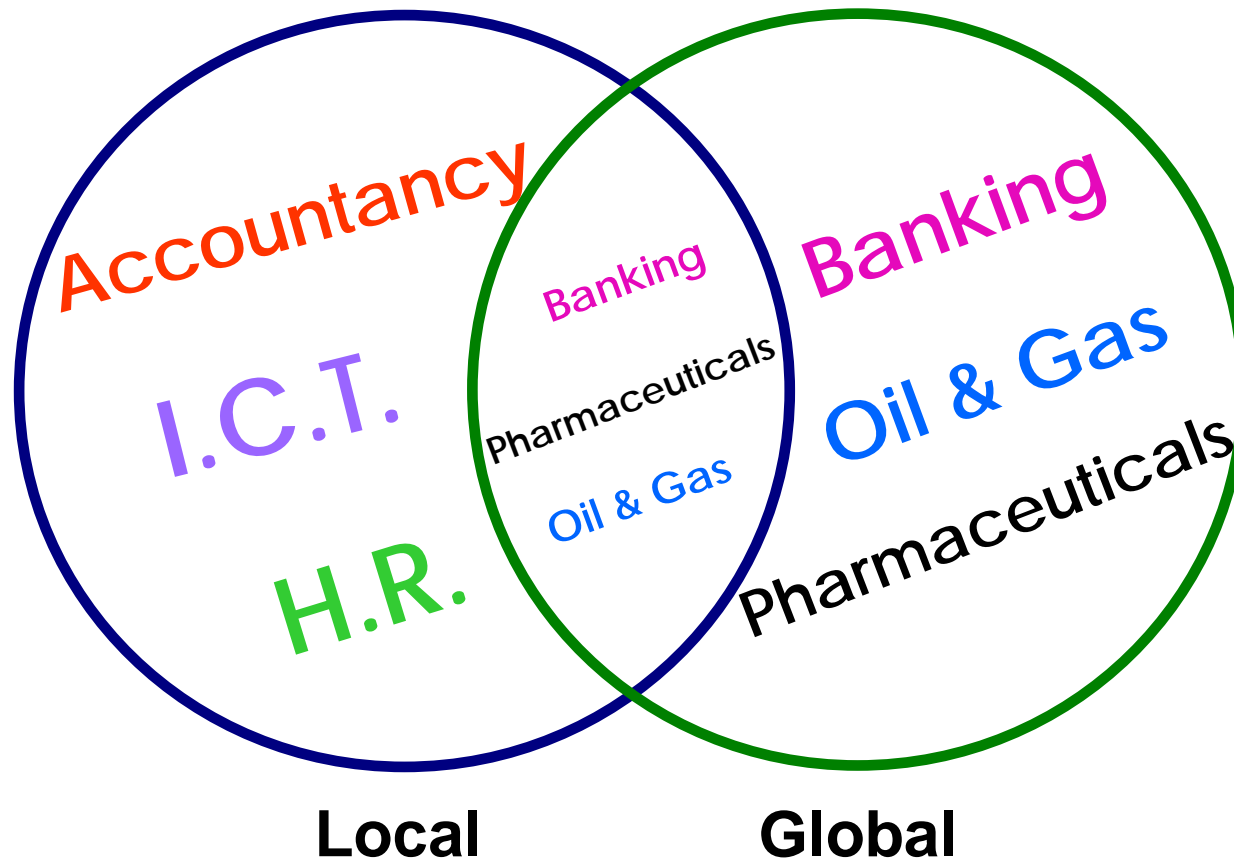 Accountancy
I.C.T.
H.R.
Banking
Pharmaceuticals
Oil & Gas
Banking
Oil & Gas
Pharmaceuticals
Local
Global